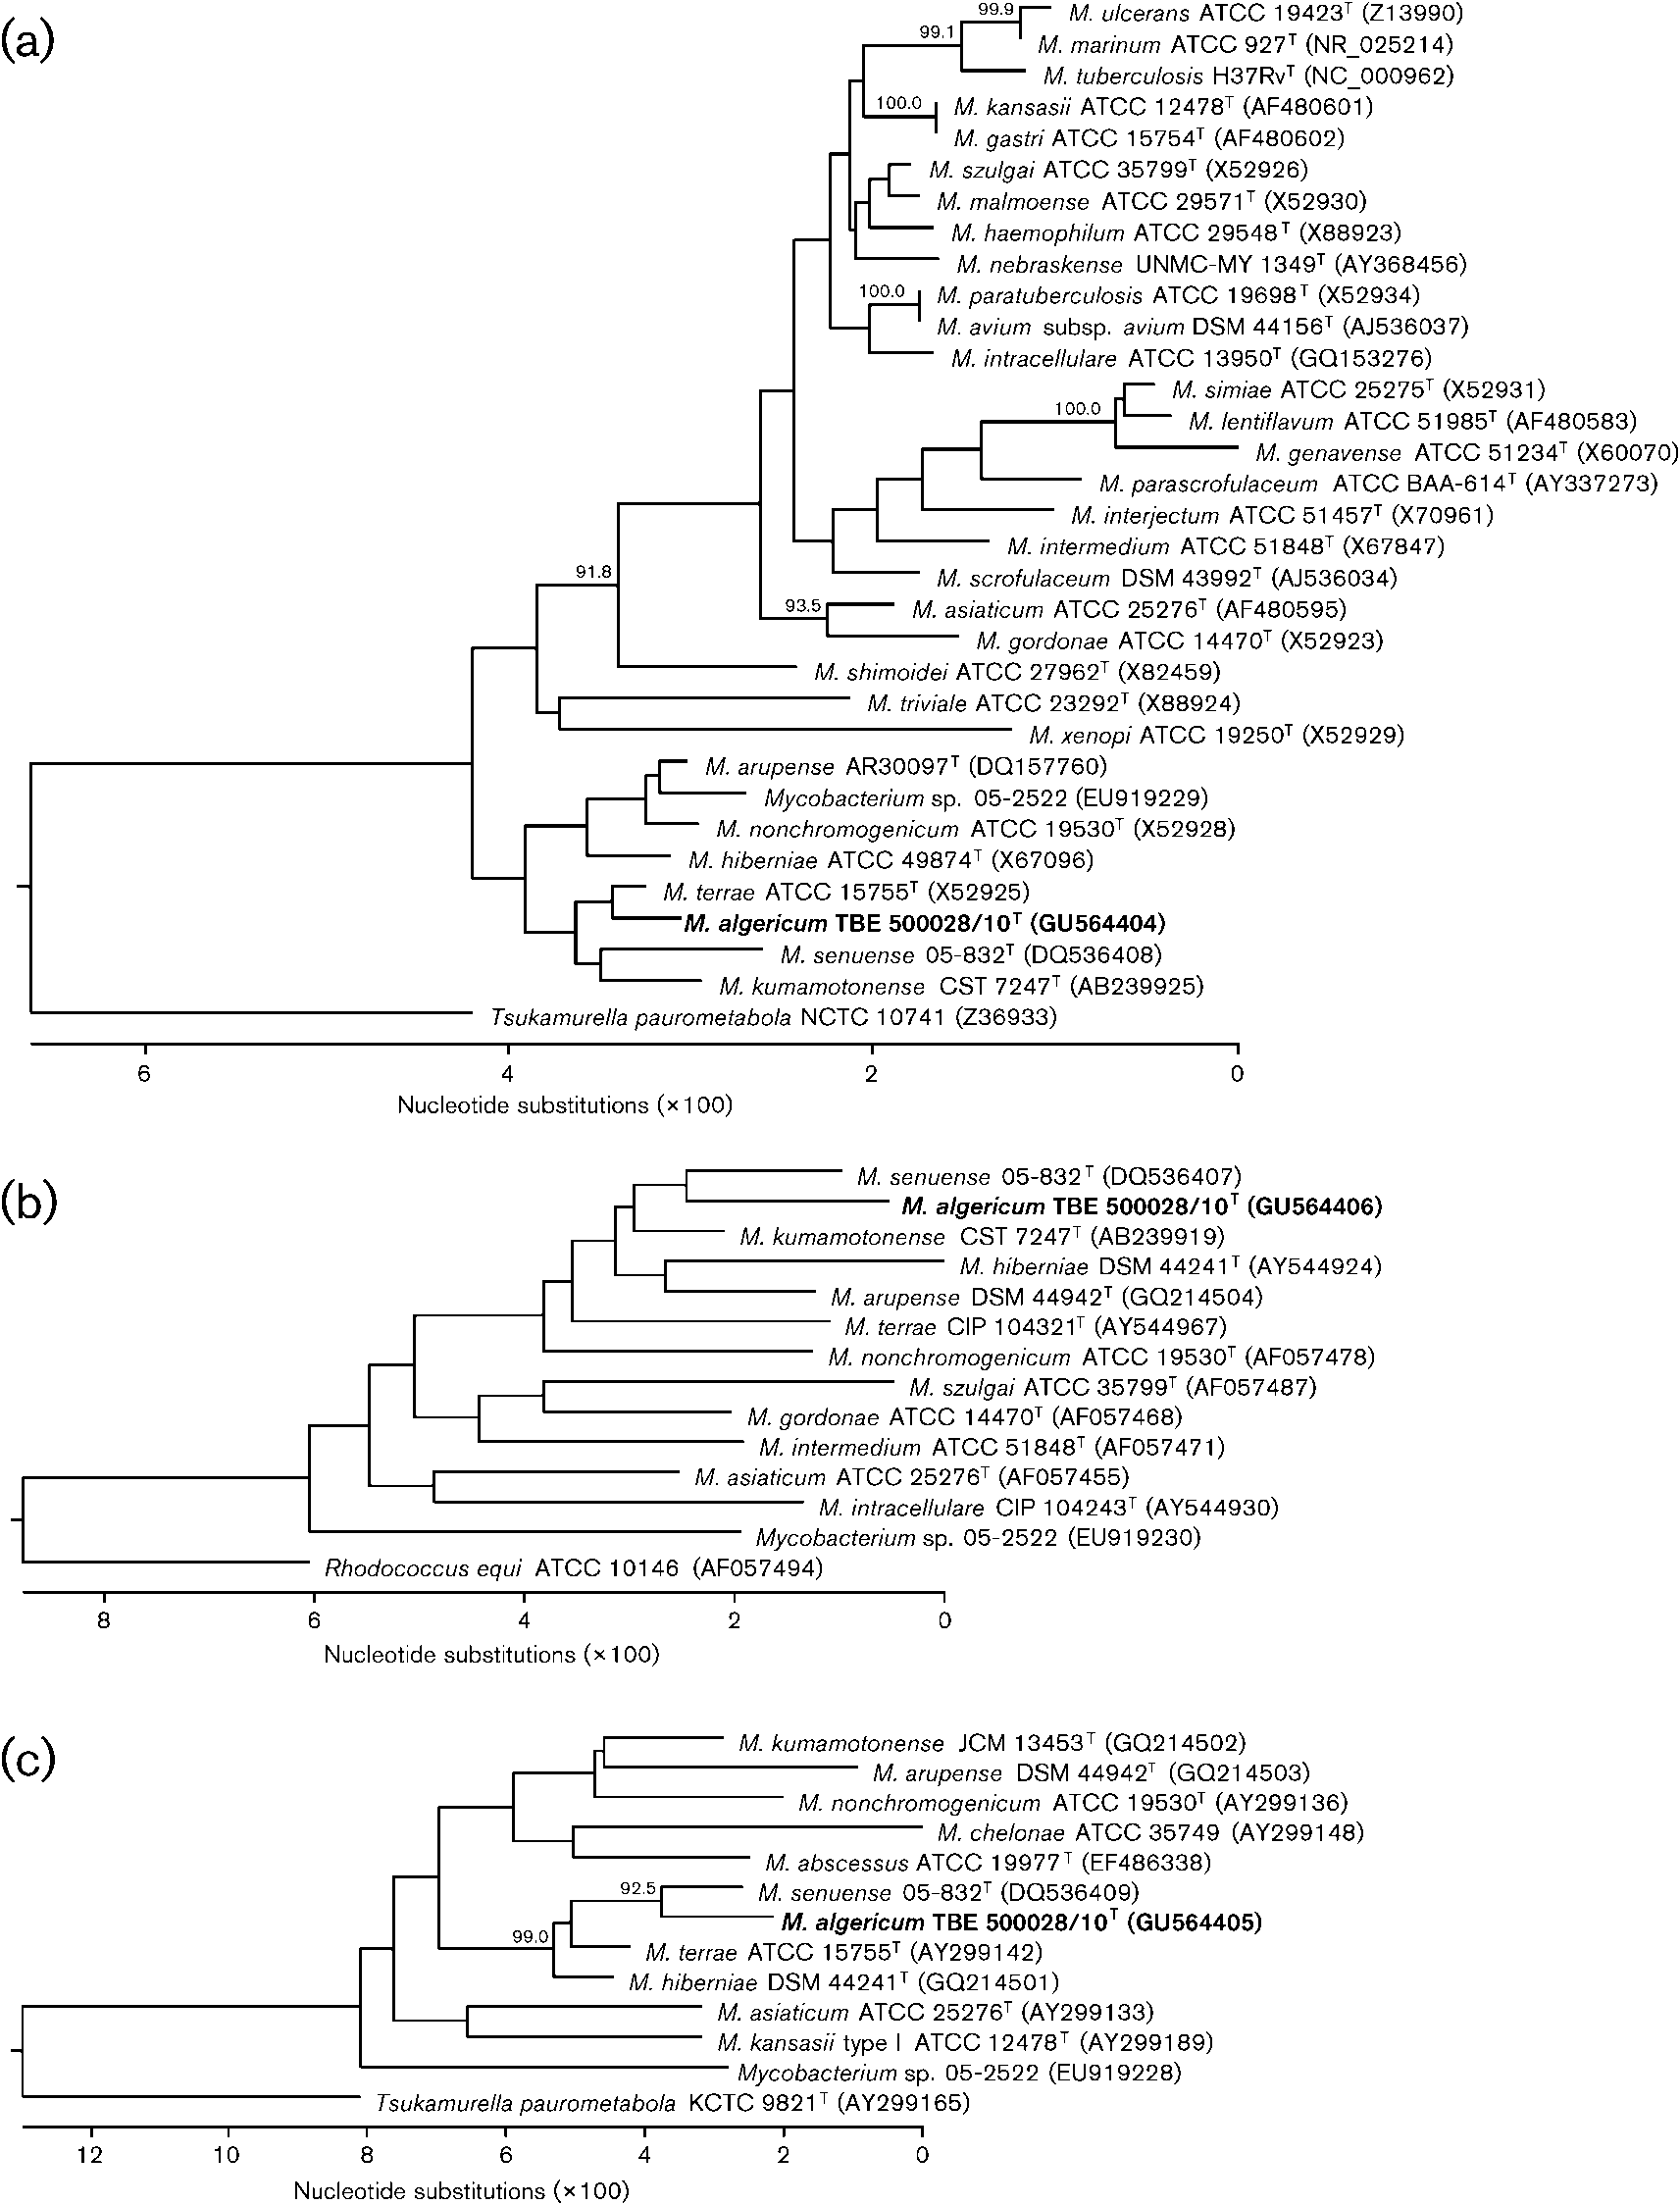 (a)
99.9
M. ulcerans ATCC 19423ᵀ (Z13990)
99.1
M. marinum ATCC 927ᵀ (NR_025214)
M. tuberculosis H37Rvᵀ (NC_000962)
100.0
M. kansasii ATCC 12478ᵀ (AF480601)
M. gastri ATCC 15754ᵀ (AF480602)
M. szulgai ATCC 35799ᵀ (X52926)
M. malmoense ATCC 29571ᵀ (X52930)
M. haemophilum ATCC 29548ᵀ (X88923)
M. nebraskense UNMC-MY 1349ᵀ (AY368456)
100.0
M. paratuberculosis ATCC 19698ᵀ (X52934)
M. avium subsp. avium DSM 44156ᵀ (AJ536037)
M. intracellulare ATCC 13950ᵀ (GQ153276)
M. simiae ATCC 25275ᵀ (X52931)
100.0
M. lentiflavum ATCC 51985ᵀ (AF480583)
M. genavense ATCC 51234ᵀ (X60070)
M. parascrofulaceum ATCC BAA-614ᵀ (AY337273)
M. interjectum ATCC 51457ᵀ (X70961)
M. intermedium ATCC 51848ᵀ (X67847)
91.8
M. scrofulaceum DSM 43992ᵀ (AJ536034)
93.5
M. asiaticum ATCC 25276ᵀ (AF480595)
M. gordonae ATCC 14470ᵀ (X52923)
M. shimoidei ATCC 27962ᵀ (X82459)
M. triviale ATCC 23292ᵀ (X88924)
M. xenopi ATCC 19250ᵀ (X52929)
M. arupense AR30097ᵀ (DQ157760)
Mycobacterium sp. 05-2522 (EU919229)
M. nonchromogenicum ATCC 19530ᵀ (X52928)
M. hiberniae ATCC 49874ᵀ (X67096)
M. terrae ATCC 15755ᵀ (X52925)
M. algericum TBE 500028/10ᵀ (GU564404)
M. senuense 05-832ᵀ (DQ536408)
M. kumamotonense CST 7247ᵀ (AB239925)
Tsukamurella paurometabola NCTC 10741 (Z36933)
6 4 2 0
Nucleotide substitutions (×100)
(b)
M. senuense 05-832ᵀ (DQ536407)
M. algericum TBE 500028/10ᵀ (GU564406)
M. kumamotonense CST 7247ᵀ (AB239919)
M. hiberniae DSM 44241ᵀ (AY544924)
M. arupense DSM 44942ᵀ (GQ214504)
M. terrae CIP 104321ᵀ (AY544967)
M. nonchromogenicum ATCC 19530ᵀ (AF057478)
M. szulgai ATCC 35799ᵀ (AF057487)
M. gordonae ATCC 14470ᵀ (AF057468)
M. intermedium ATCC 51848ᵀ (AF057471)
M. asiaticum ATCC 25276ᵀ (AF057455)
M. intracellulare CIP 104243ᵀ (AY544930)
Mycobacterium sp. 05-2522 (EU919230)
Rhodococcus equi ATCC 10146 (AF057494)
8 6 4 2 0
Nucleotide substitutions (×100)
(c)
M. kumamotonense JCM 13453ᵀ (GQ214502)
M. arupense DSM 44942ᵀ (GQ214503)
M. nonchromogenicum ATCC 19530ᵀ (AY299136)
M. chelonae ATCC 35749 (AY299148)
M. abscessus ATCC 19977ᵀ (EF486338)
92.5
M. senuense 05-832ᵀ (DQ536409)
M. algericum TBE 500028/10ᵀ (GU564405)
99.0
M. terrae ATCC 15755ᵀ (AY299142)
M. hiberniae DSM 44241ᵀ (GQ214501)
M. asiaticum ATCC 25276ᵀ (AY299133)
M. kansasii type I ATCC 12478ᵀ (AY299189)
Mycobacterium sp. 05-2522 (EU919228)
Tsukamurella paurometabola KCTC 9821ᵀ (AY299165)
12 10 8 6 4 2 0
Nucleotide substitutions (×100)